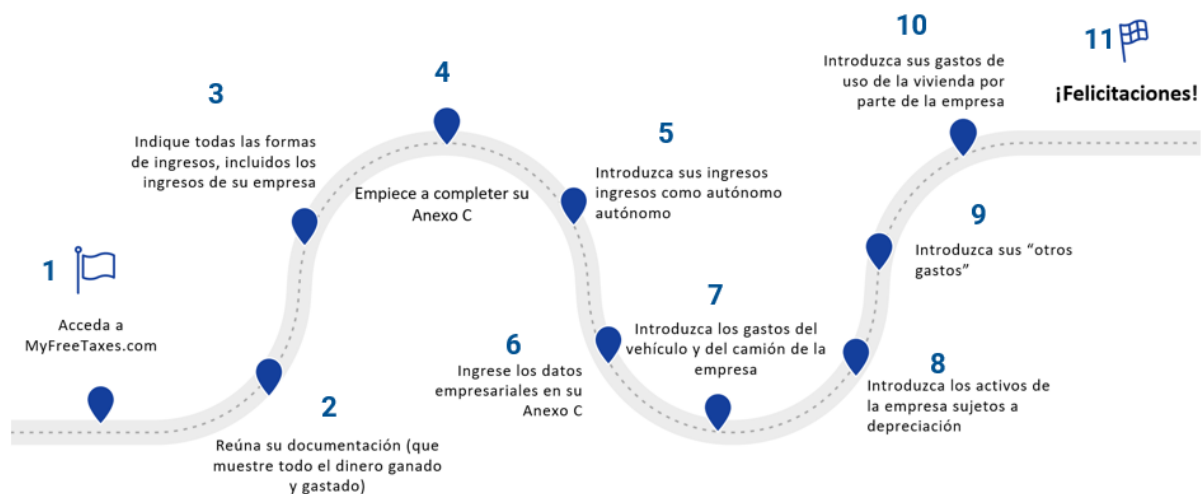 1
Acceda a
MyFreeTaxes.com
2
Reúna su documentación (que
muestre todo el dinero ganado
y gastado)
3
Indique todas las formas
de ingresos, incluidos los
ingresos de su empresa
4
Empiece a completer su
Anexo C
5
Introduzca sus ingresos
ingresos como autónomo
autónomo
6
Ingrese los datos
empresariales en su
Anexo C
7
Introduzca los gastos del
vehículo y del camión de la
empresa
8
Introduzca los activos de
la empresa sujetos a
depreciación
9
Introduzca sus “otros
gastos”
10
Introduzca sus gastos de
uso de la vivienda por
parte de la empresa
11
¡Felicitaciones!